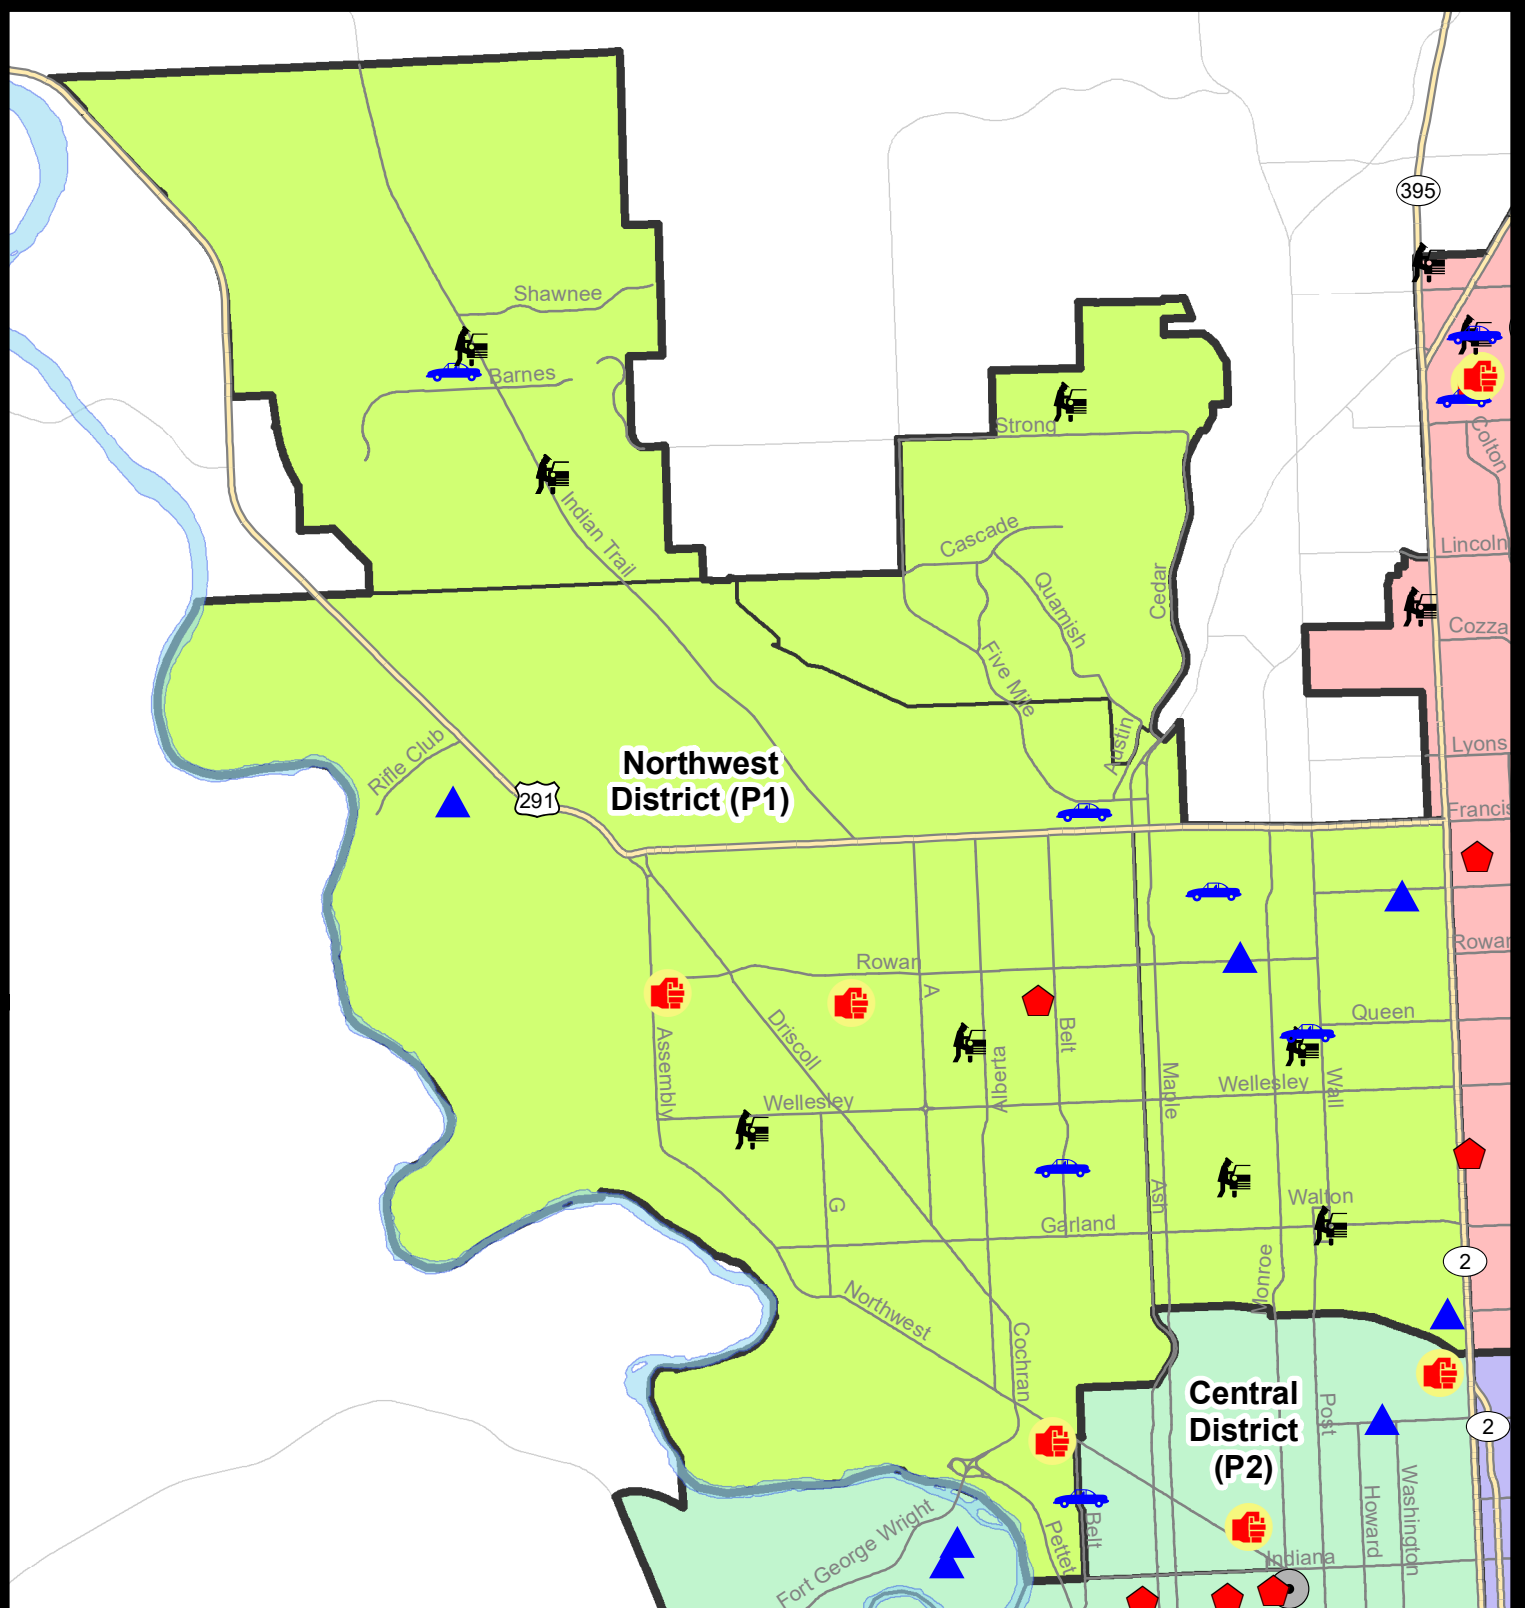 395
Shawnee
Barnes
Strong
Colton
Indian Trail
Cascade
Lincoln
Quamish
Cedar
Cozza
Five Mile
Austin
Lyons
Rifle Club
Northwest
District (P1)
291
Francis
Rowan
Rowan
A
Queen
Driscoll
Belt
Assembly
Alberta
Maple
Wall
Wellesley
Wellesley
G
Ash
Walton
Garland
Monroe
2
Northwest
Cochran
Central
District
(P2)
Post
2
Washington
Howard
Fort George Wright
Pettet
Belt
Indiana